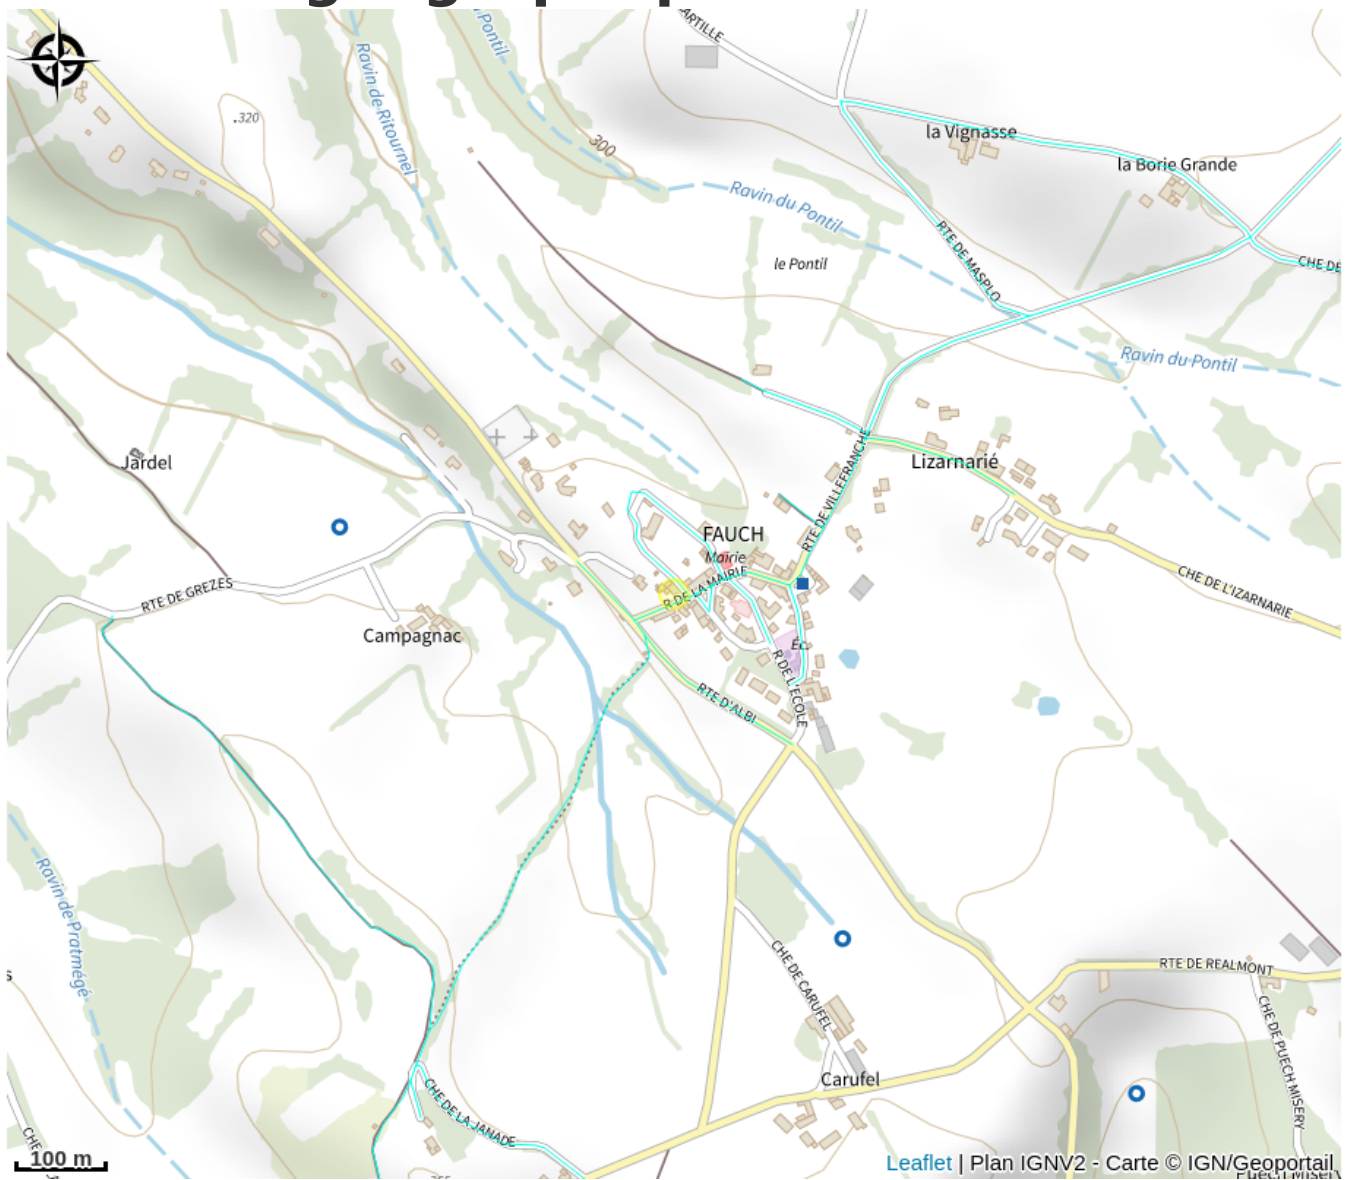 Pontil
ARTILLE
Ravin de Ritournel
.320
300
la Vignasse
la Borie Grande
Ravin du Pontil
RTE DE MASPLO
le Pontil
CHE DE
Ravin du Pontil
Jardel
RTE DE VILLEFRANCHE
Lizarnarié
FAUCH
Mairie
R DE LA MAIRIE
RTE DE GREZES
CHE DE L'IZARNARIE
Campagnac
R DE L'ECOLE
RTE D'ALBI
Ravin de Pratmégé
s
CHE DE CARUFEL
RTE DE REALMONT
CHE DE PUECH MISERY
Carufel
CHE DE LA JANADE
CHE
100 m
Leaflet | Plan IGNV2 - Carte © IGN/Geoportail